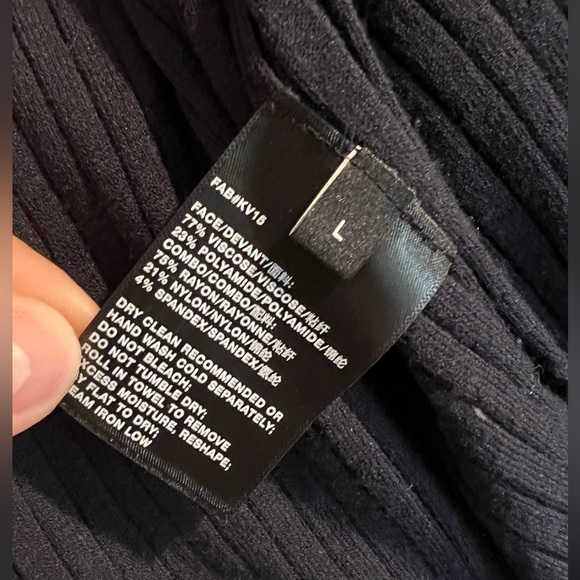 L
FAB#KV15
FACE/DEVANT/面料:
77% VISCOSE/VISCOSE/粘纤
23% POLYAMIDE/POLYAMIDE/锦纶
COMBO/COMBO/配料:
75% RAYON/RAYONNE/粘纤
21% NYLON/NYLON/锦纶
4% SPANDEX/SPANDEX/氨纶
DRY CLEAN RECOMMENDED OR
HAND WASH COLD SEPARATELY;
DO NOT BLEACH;
DO NOT TUMBLE DRY;
ROLL IN TOWEL TO REMOVE
EXCESS MOISTURE, RESHAPE;
FLAT TO DRY;
IRON LOW